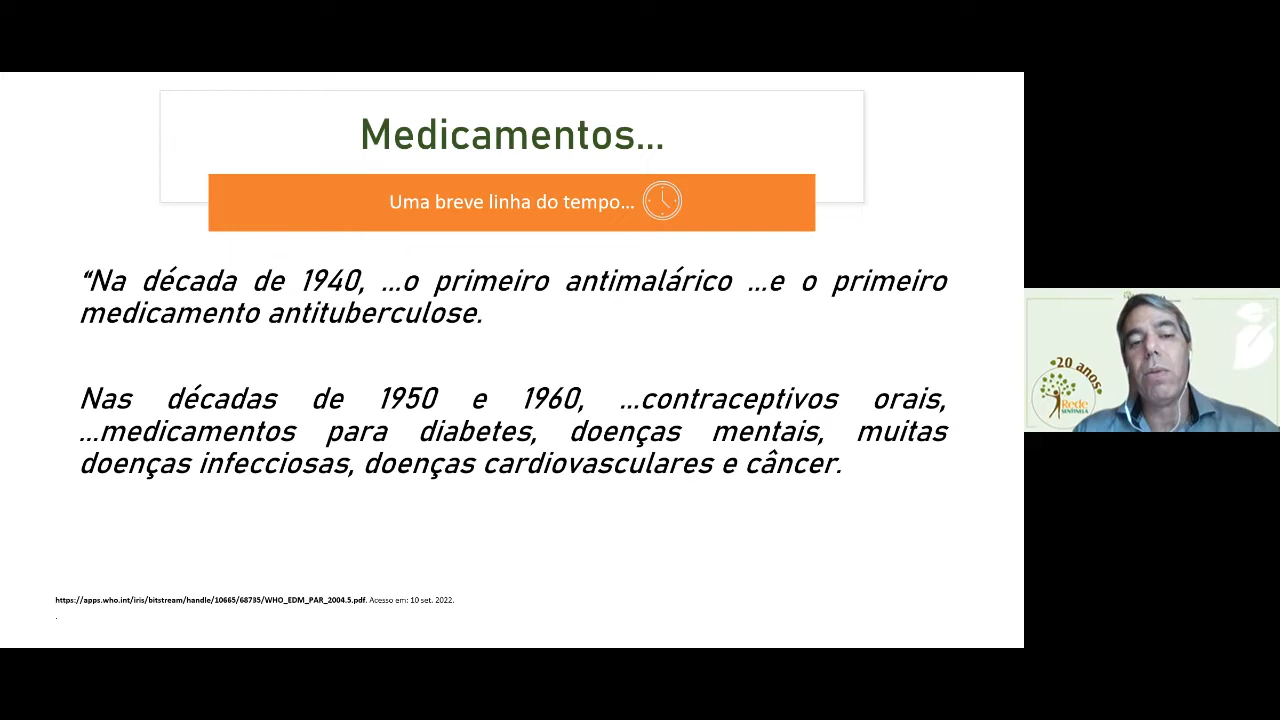 Medicamentos...
Uma breve linha do tempo...
“Na década de 1940, ...o primeiro antimalárico ...e o primeiro
medicamento antituberculose.
Nas décadas de 1950 e 1960, ...contraceptivos orais,
...medicamentos para diabetes, doenças mentais, muitas
doenças infecciosas, doenças cardiovasculares e câncer.
https://apps.who.int/iris/bitstream/handle/10665/68735/WHO_EDM_PAR_2004.5.pdf. Acesso em: 10 set. 2022.
.
20 anos
Rede
SENTINELA